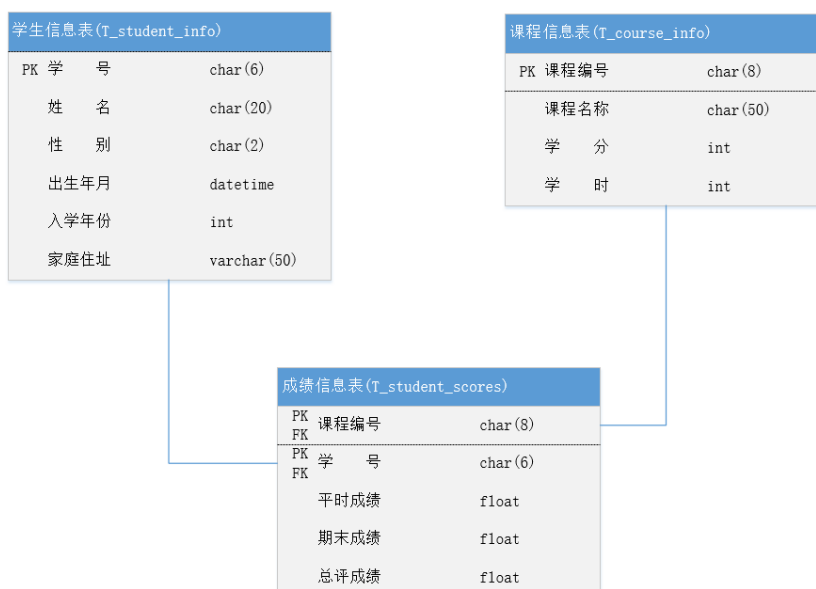 学生信息表(T_student_info)
PK 学 号 char(6)
姓 名 char(20)
性 别 char(2)
出生年月 datetime
入学年份 int
家庭住址 varchar(50)
课程信息表(T_course_info)
PK 课程编号 char(8)
课程名称 char(50)
学 分 int
学 时 int
成绩信息表(T_student_scores)
PK
FK 课程编号 char(8)
PK
FK 学 号 char(6)
平时成绩 float
期末成绩 float
总评成绩 float